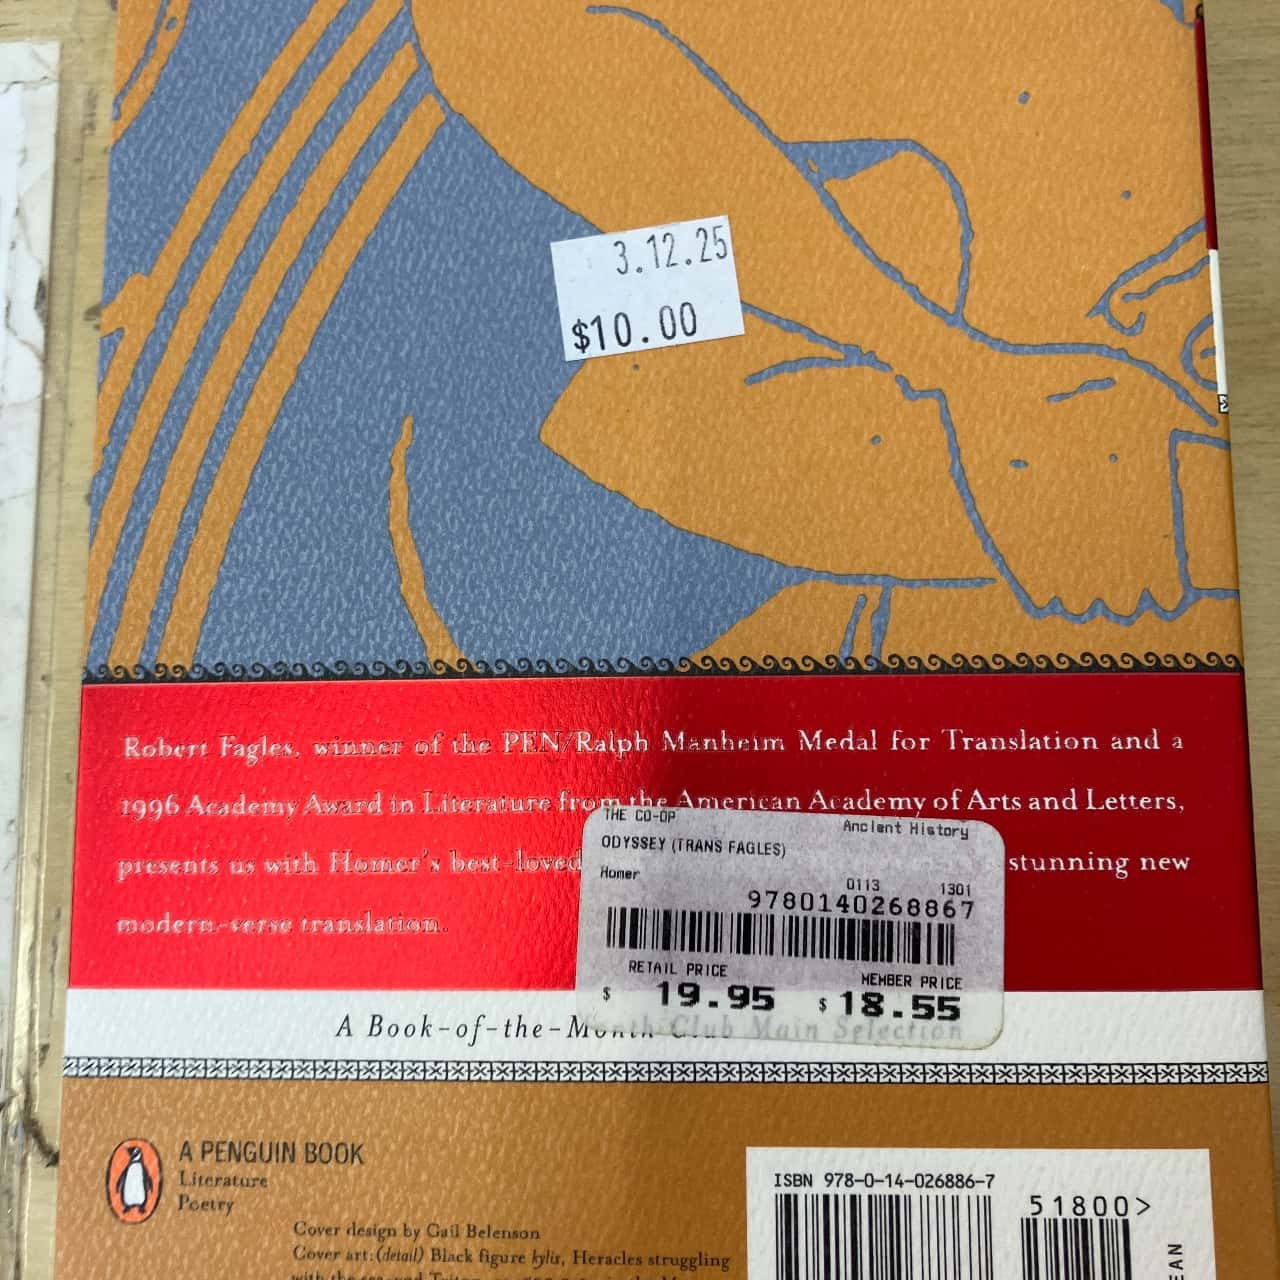 3.12.25
$10.00
Robert Fagles, winner of the PEN/Ralph Manheim Medal for Translation and a
1996 Academy Award in Literature from the American Academy of Arts and Letters,
presents us with Homer's best-loved stunning new
modern-verse translation.
THE CO-OP Ancient History
ODYSSEY (TRANS FAGLES)
Homer
0113 1301
9780140268867
RETAIL PRICE MEMBER PRICE
$ 19.95 $ 18.55
A Book-of-the-Month Club Main Selection
A PENGUIN BOOK
Literature
Poetry
Cover design by Gail Belenson
Cover art: (detail) Black figure kylix, Heracles struggling
ISBN 978-0-14-026886-7
51800>
EAN